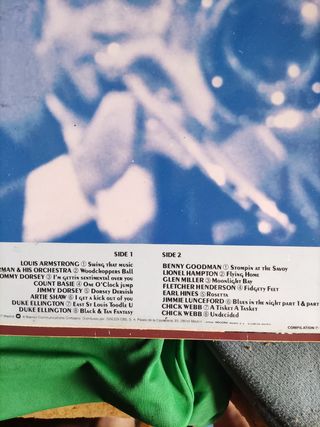 SIDE 1
LOUIS ARMSTRONG ① Swing that music
RMAN & HIS ORCHESTRA ② Woodchoppers Ball
OMMY DORSEY ③ I'm gettin sentimental over you
COUNT BASIE ④ One O'Clock jump
JIMMY DORSEY ⑤ Dorsey Dervish
ARTIE SHAW ⑥ I get a kick out of you
DUKE ELLINGTON ⑦ East St Louis Toodle U
DUKE ELLINGTON ⑧ Black & Tan Fantasy
SIDE 2
BENNY GOODMAN ① Stompin at the Savoy
LIONEL HAMPTON ② Flying Home
GLEN MILLER ③ Moonlight Bay
FLETCHER HENDERSON ④ Fidgety Feet
EARL HINES ⑤ Rosetta
JIMMIE LUNCEFORD ⑥ Blues in the night part 1 & part
CHICK WEBB ⑦ A Tisket A Tasket
CHICK WEBB ⑧ Undecided
COMPILATION